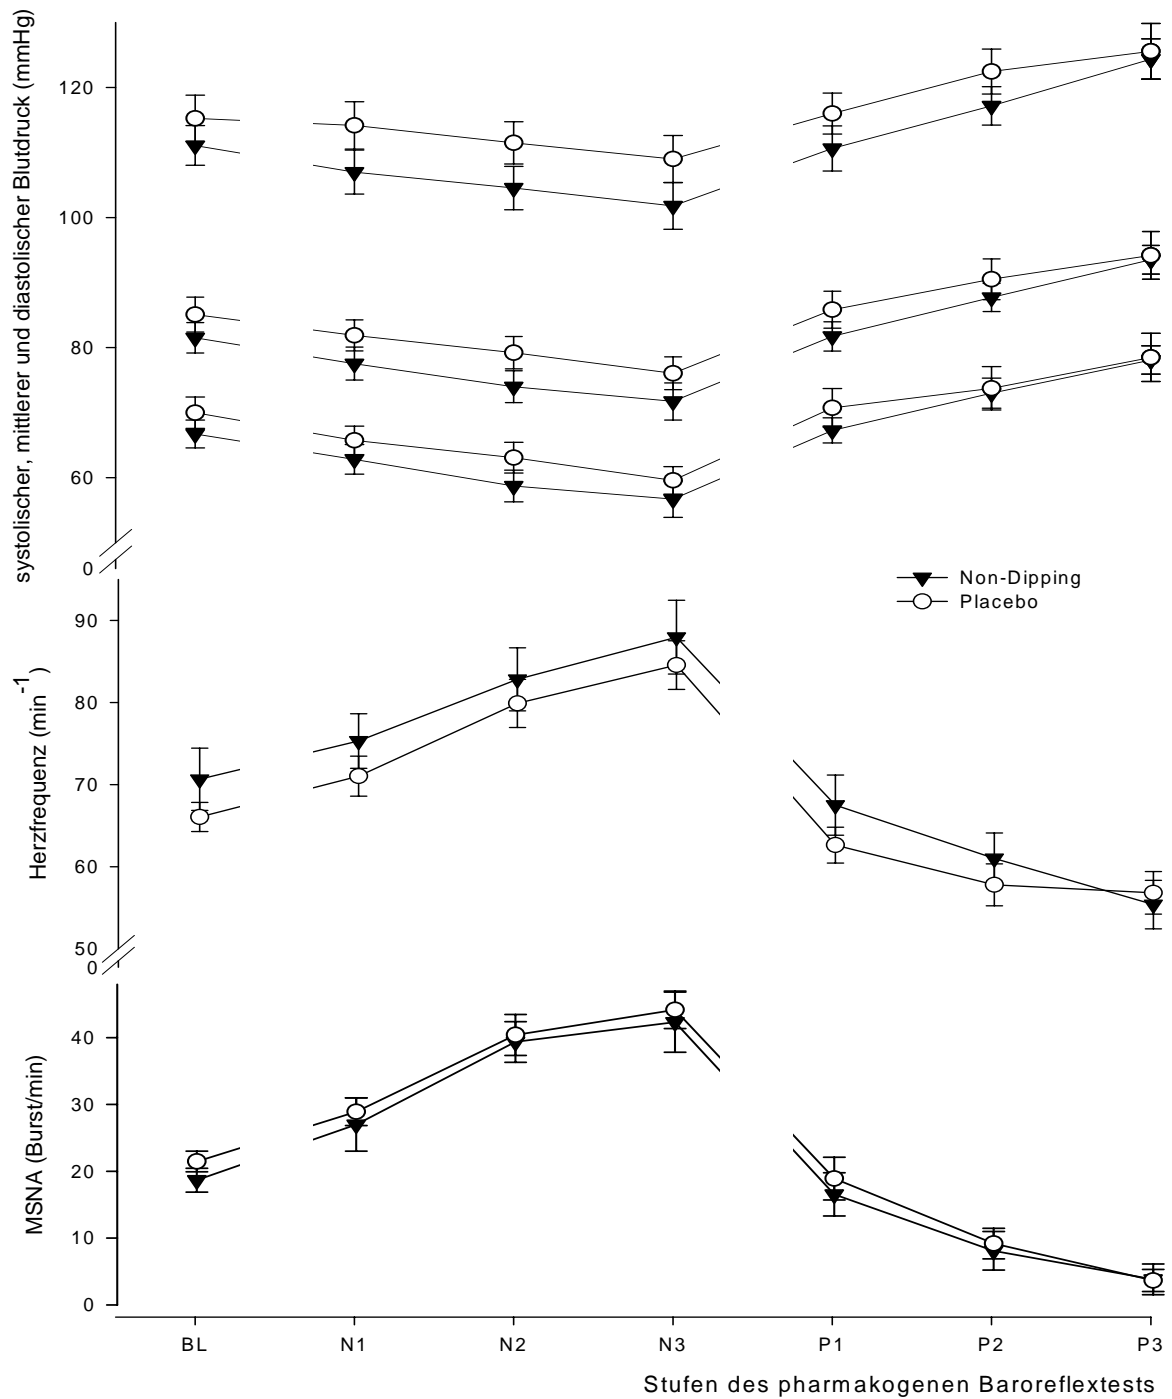 systolischer, mittlerer und diastolischer Blutdruck (mmHg)
120
100
80
60
0
Non-Dipping
Placebo
Herzfrequenz (min-1)
90
80
70
60
50
0
MSNA (Burst/min)
40
30
20
10
0
BL N1 N2 N3 P1 P2 P3
Stufen des pharmakogenen Baroreflextests